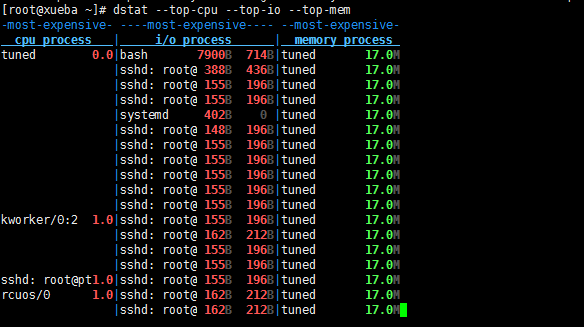 [root@xueba ~]# dstat --top-cpu --top-io --top-mem
-most-expensive- ----most-expensive---- --most-expensive-
  cpu process   |     i/o process      | memory process
tuned        0.0|bash       7900B  714B|tuned      17.0M
                |sshd: root@ 388B  436B|tuned      17.0M
                |sshd: root@ 155B  196B|tuned      17.0M
                |sshd: root@ 155B  196B|tuned      17.0M
                |systemd     402B    0 |tuned      17.0M
                |sshd: root@ 148B  196B|tuned      17.0M
                |sshd: root@ 155B  196B|tuned      17.0M
                |sshd: root@ 155B  196B|tuned      17.0M
                |sshd: root@ 155B  196B|tuned      17.0M
                |sshd: root@ 155B  196B|tuned      17.0M
                |sshd: root@ 155B  196B|tuned      17.0M
kworker/0:2  1.0|sshd: root@ 155B  196B|tuned      17.0M
                |sshd: root@ 162B  212B|tuned      17.0M
                |sshd: root@ 155B  196B|tuned      17.0M
                |sshd: root@ 155B  196B|tuned      17.0M
sshd: root@pt1.0|sshd: root@ 155B  196B|tuned      17.0M
rcuos/0      1.0|sshd: root@ 162B  212B|tuned      17.0M
                |sshd: root@ 162B  212B|tuned      17.0M